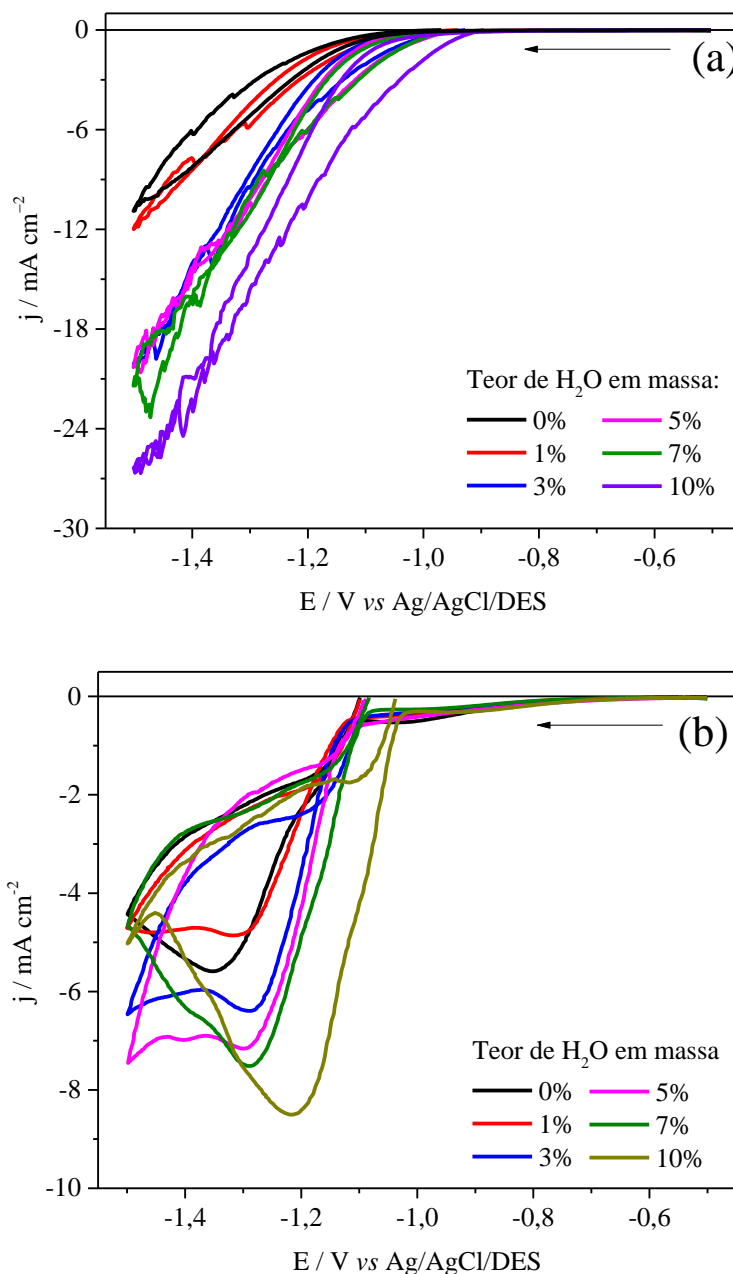 0
(a)
-6
-12
-18
-24
-30
j / mA cm⁻²
Teor de H₂O em massa:
0% 5%
1% 7%
3% 10%
-1,4 -1,2 -1,0 -0,8 -0,6
E / V vs Ag/AgCl/DES
0
(b)
-2
-4
-6
-8
-10
j / mA cm⁻²
Teor de H₂O em massa
0% 5%
1% 7%
3% 10%
-1,4 -1,2 -1,0 -0,8 -0,6
E / V vs Ag/AgCl/DES